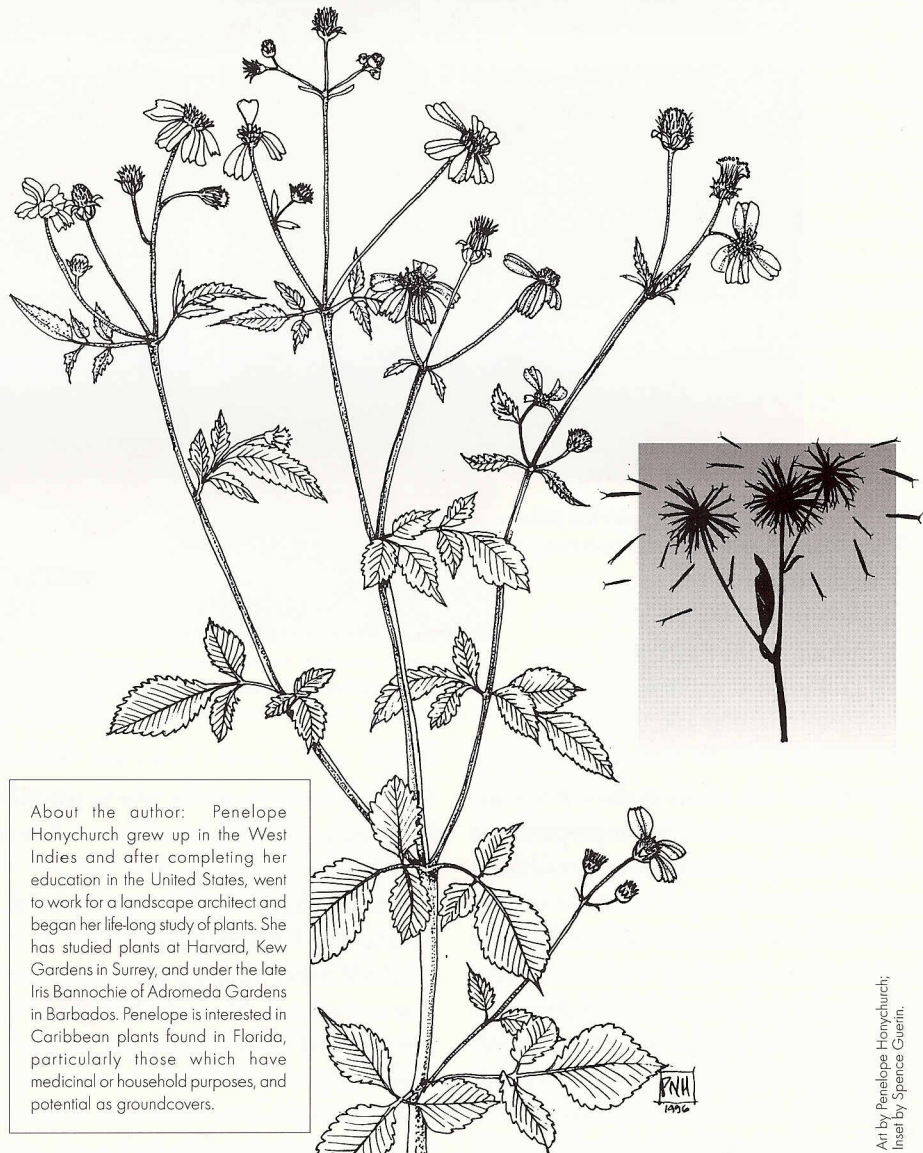 About the author: Penelope
Honychurch grew up in the West
Indies and after completing her
education in the United States, went
to work for a landscape architect and
began her life-long study of plants. She
has studied plants at Harvard, Kew
Gardens in Surrey, and under the late
Iris Bannochie of Adromeda Gardens
in Barbados. Penelope is interested in
Caribbean plants found in Florida,
particularly those which have
medicinal or household purposes, and
potential as groundcovers.
PNH
1996
Art by Penelope Honychurch;
Inset by Spence Guerin.